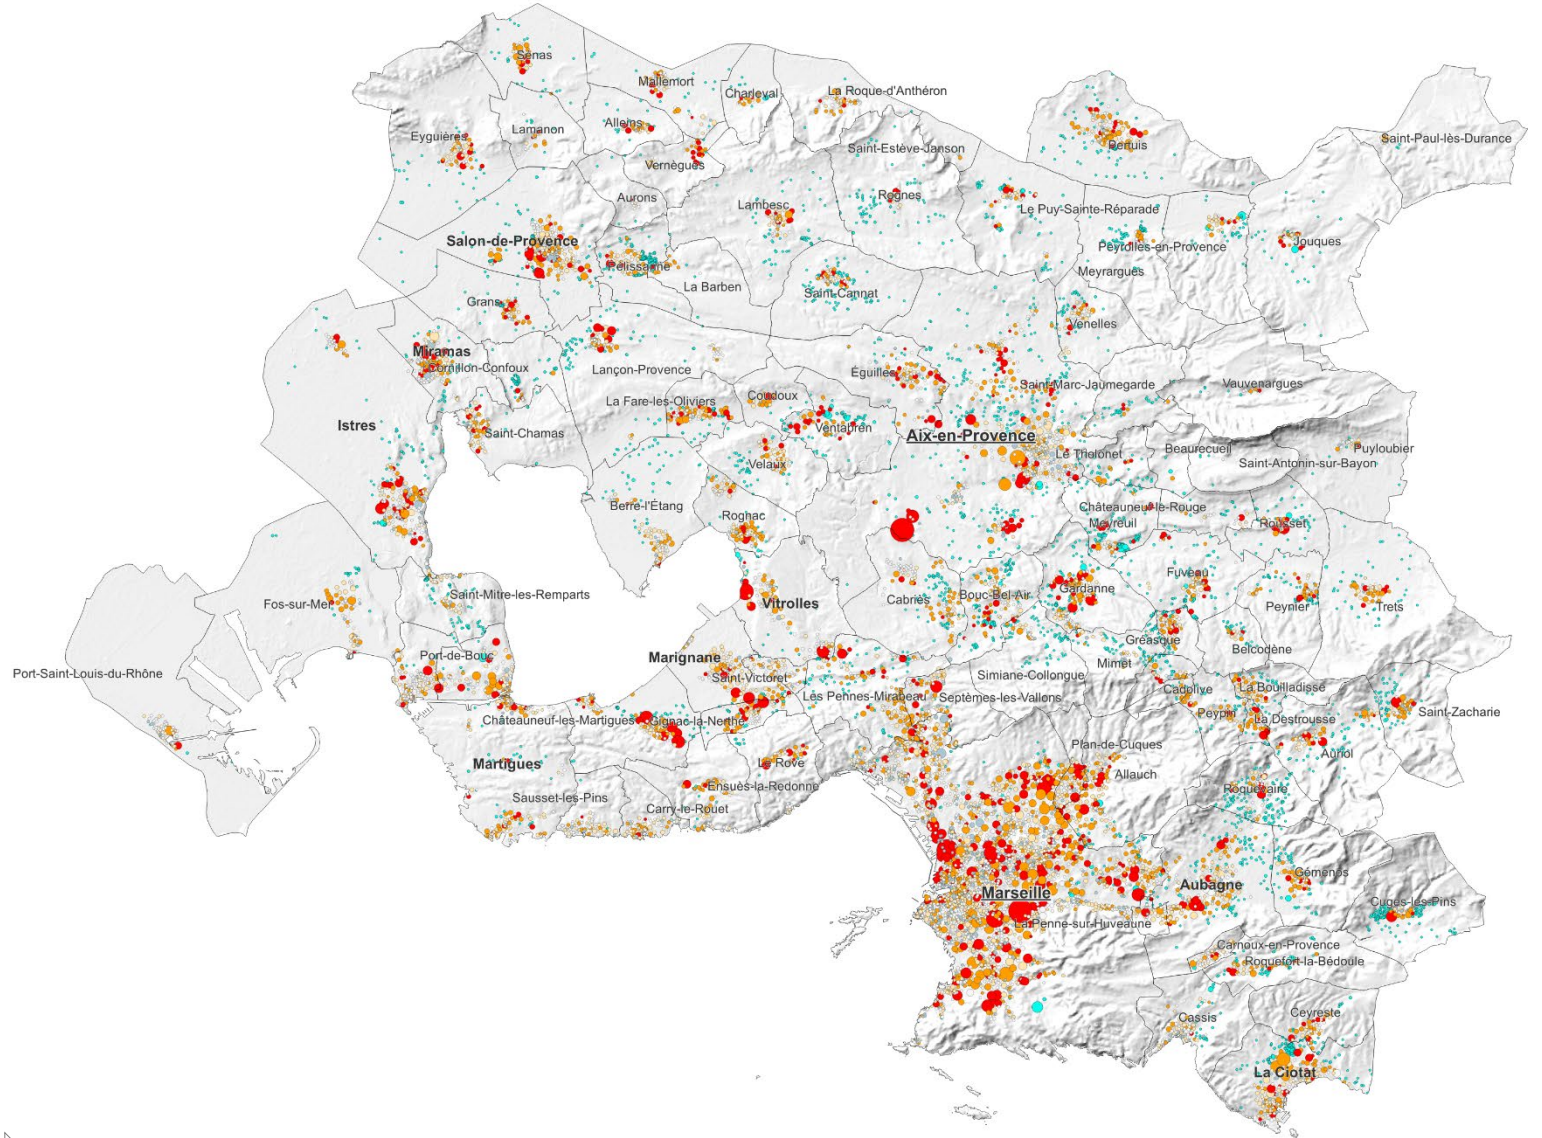 Sénas
Mallemort
Charleval
La Roque-d'Anthéron
Eyguières
Lamanon
Alleins
Pertuis
Saint-Paul-lès-Durance
Saint-Estève-Janson
Vernègues
Aurons
Lambesc
Rognes
Le Puy-Sainte-Réparade
Salon-de-Provence
Pélissanne
Peyrolles-en-Provence
Jouques
La Barben
Meyrargues
Saint-Cannat
Grans
Venelles
Miramas
Cornillon-Confoux
Lançon-Provence
Éguilles
Saint-Marc-Jaumegarde
Vauvenargues
La Fare-les-Oliviers
Coudoux
Istres
Saint-Chamas
Ventabren
Aix-en-Provence
Le Tholonet
Beaurecueil
Puyloubier
Saint-Antonin-sur-Bayon
Velaux
Berre-l'Étang
Rognac
Châteauneuf-le-Rouge
Meyreuil
Rousset
Fos-sur-Mer
Saint-Mitre-les-Remparts
Vitrolles
Cabriès
Bouc-Bel-Air
Gardanne
Fuveau
Peynier
Trets
Port-Saint-Louis-du-Rhône
Port-de-Bouc
Marignane
Saint-Victoret
Gréasque
Belcodène
Mimet
Simiane-Collongue
Les Pennes-Mirabeau
Septèmes-les-Vallons
Cadolive
La Bouilladisse
Châteauneuf-les-Martigues
Gignac-la-Nerthe
Peypin
La Destrousse
Saint-Zacharie
Martigues
Le Rove
Plan-de-Cuques
Allauch
Auriol
Ensuès-la-Redonne
Sausset-les-Pins
Carry-le-Rouet
Roquevaire
Marseille
Aubagne
Gémenos
Cuges-les-Pins
La Penne-sur-Huveaune
Carnoux-en-Provence
Roquefort-la-Bédoule
Cassis
Ceyreste
La Ciotat